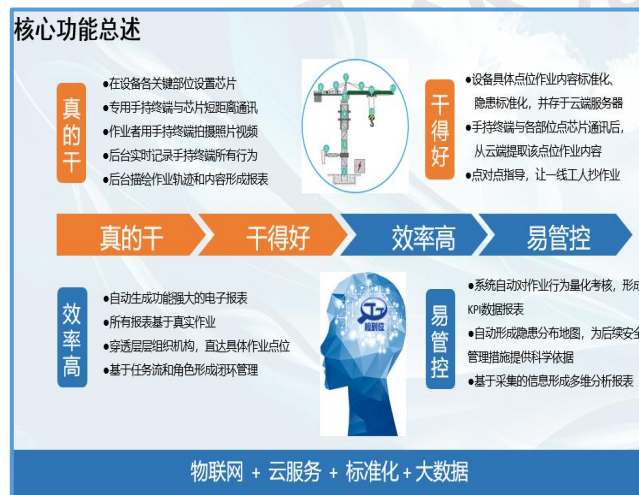 核心功能总述
真的干
●在设备各关键部位设置芯片
●专用手持终端与芯片短距离通讯
●作业者用手持终端拍摄照片视频
●后台实时记录手持终端所有行为
●后台描绘作业轨迹和内容形成报表
干得好
●设备具体点位作业内容标准化、
隐患标准化，并存于云端服务器
●手持终端与各部位点芯片通讯后，
从云端提取该点位作业内容
●点对点指导，让一线工人抄作业
真的干
干得好
效率高
易管控
效率高
●自动生成功能强大的电子报表
●所有报表基于真实作业
●穿透层层组织机构，直达具体作业点位
●基于任务流和角色形成闭环管理
易管控
●系统自动对作业行为量化考核，形成
KPI数据报表
●自动形成隐患分布地图，为后续安全
管理措施提供科学依据
●基于采集的信息形成多维分析报表
物联网 + 云服务 + 标准化 + 大数据